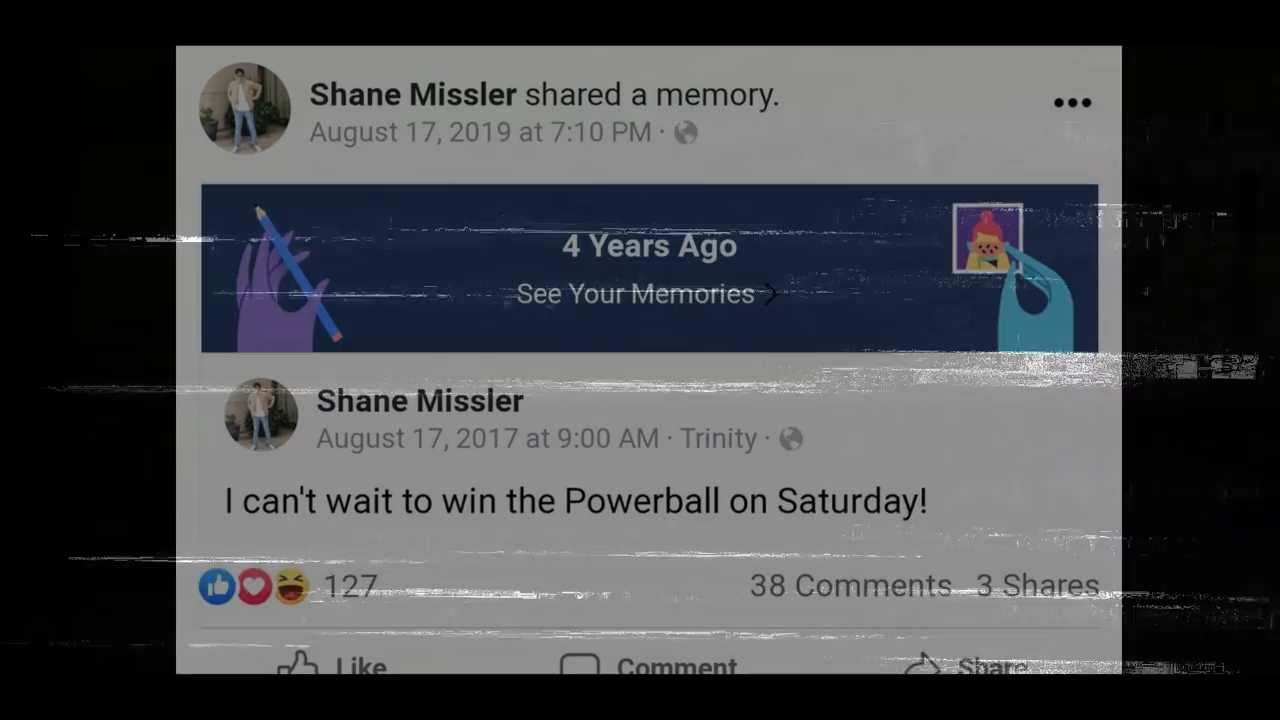 Shane Missler shared a memory.
August 17, 2019 at 7:10 PM ·
4 Years Ago
See Your Memories >
Shane Missler
August 17, 2017 at 9:00 AM · Trinity ·
I can't wait to win the Powerball on Saturday!
127 38 Comments 3 Shares
Like Comment Share